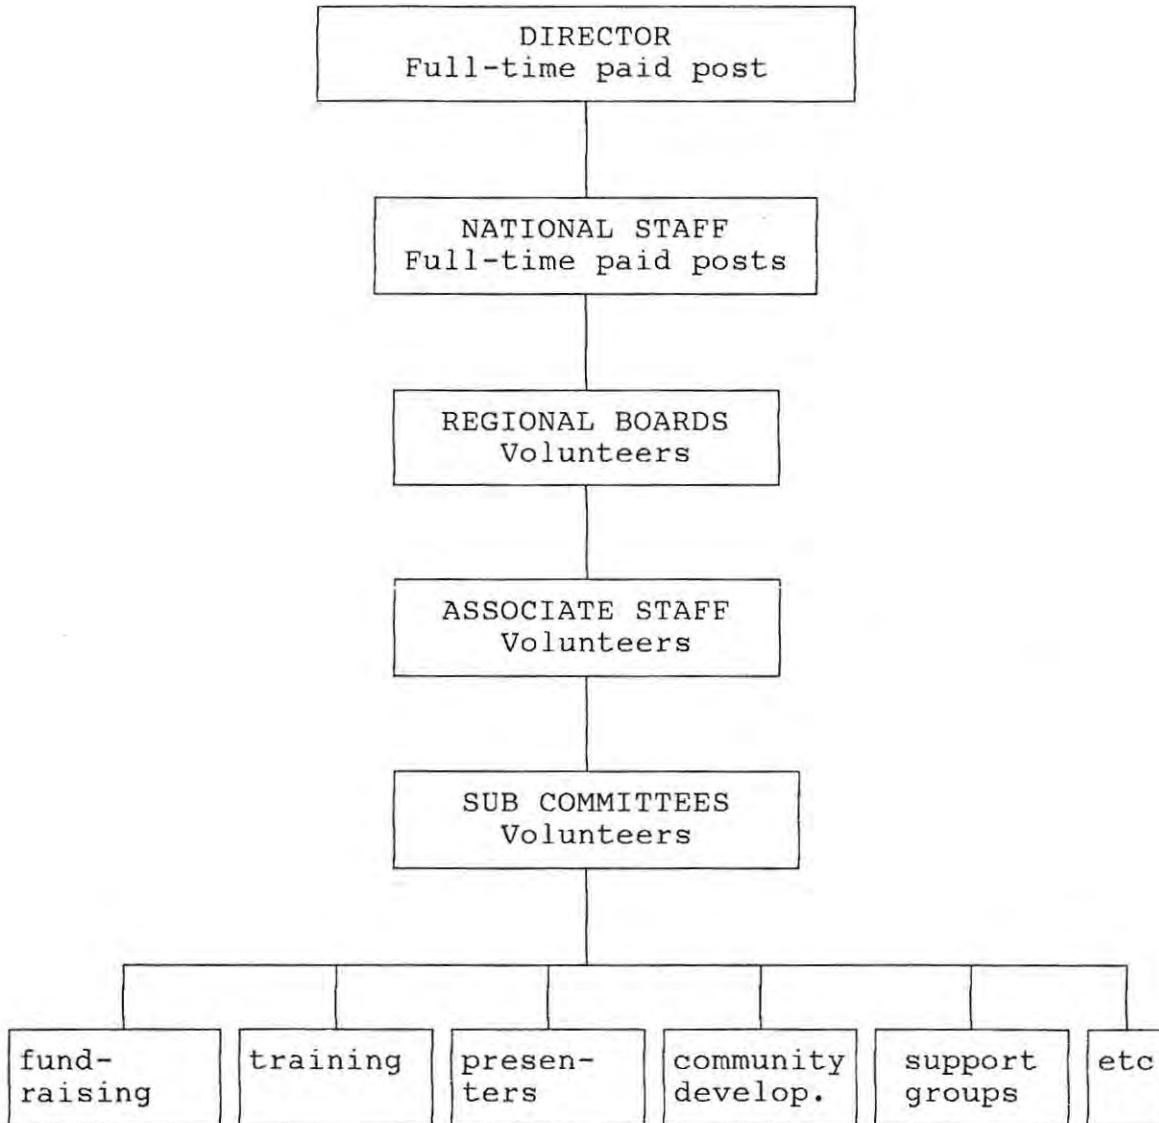 DIRECTOR
Full-time paid post
NATIONAL STAFF
Full-time paid posts
REGIONAL BOARDS
Volunteers
ASSOCIATE STAFF
Volunteers
SUB COMMITTEES
Volunteers
fund-
raising
training
presen-
ters
community
develop.
support
groups
etc